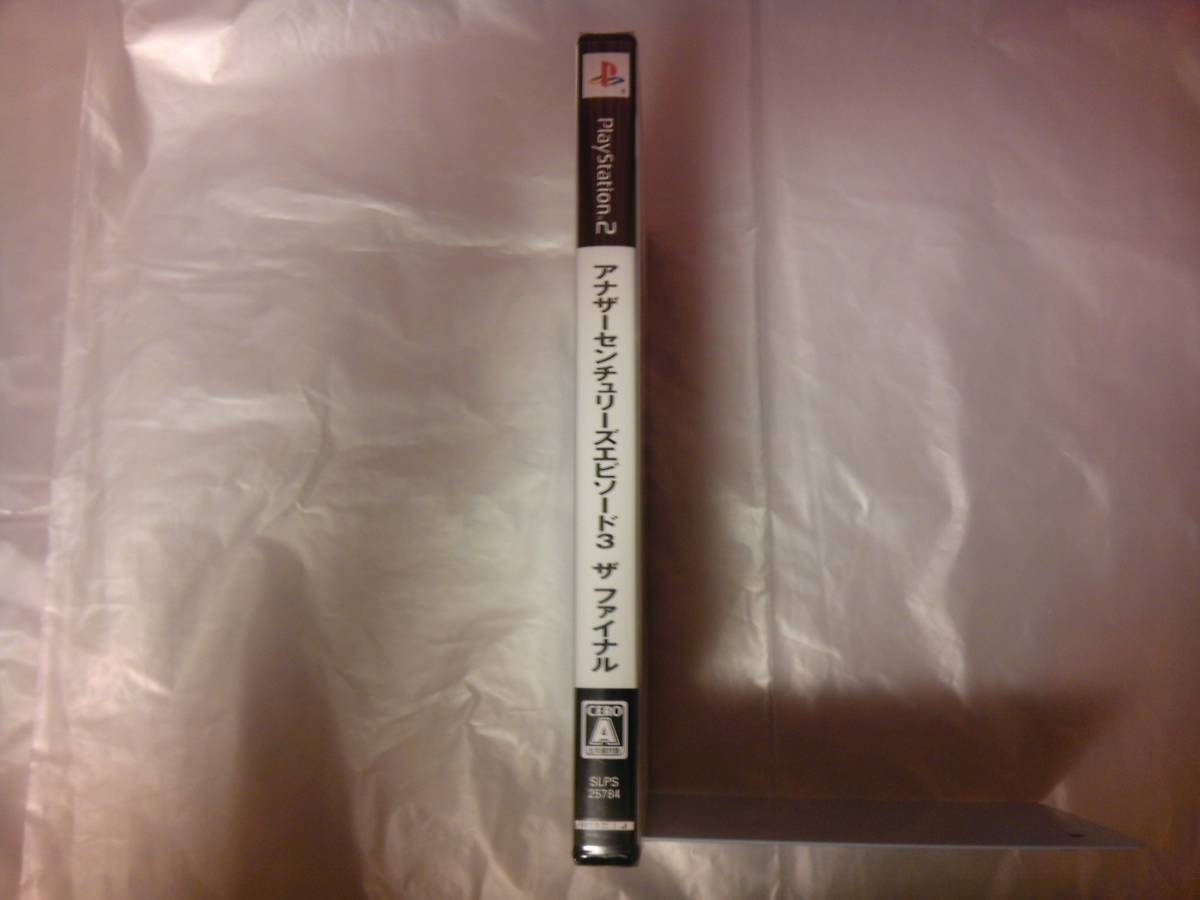 PlayStation 2
アナザーセンチュリーズエピソード3 ザ ファイナル
CERO
A
SLPS
25784